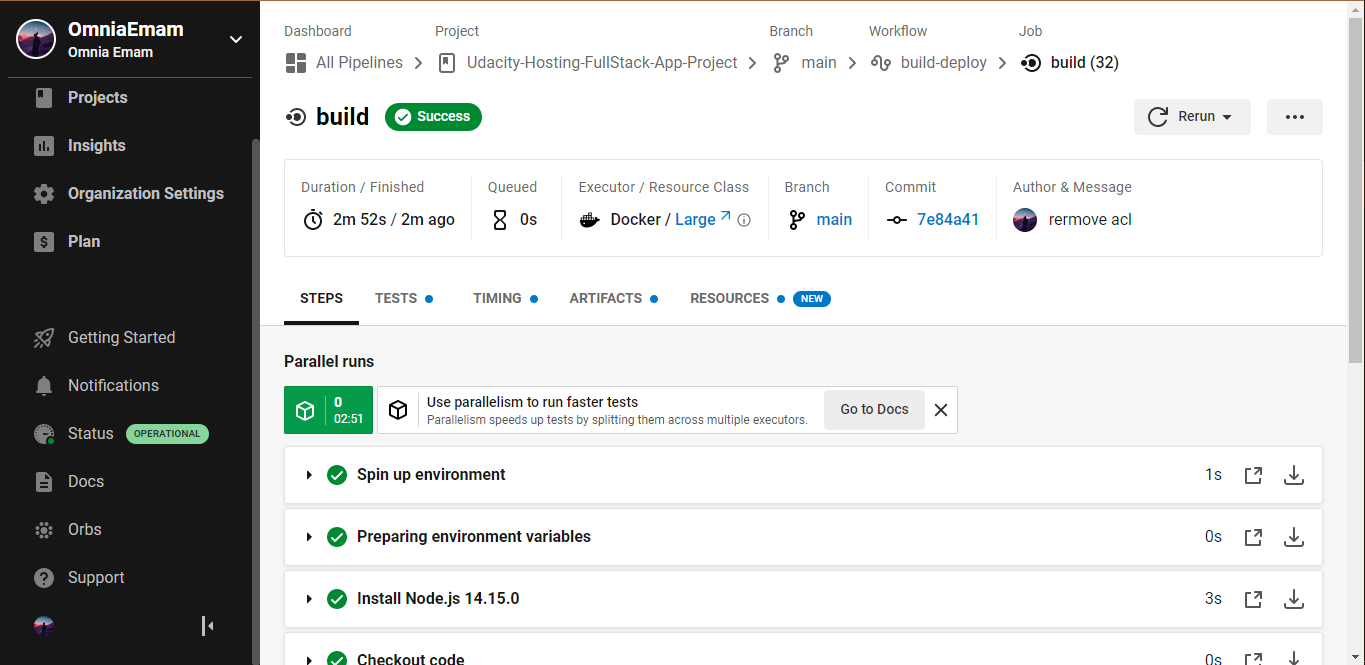 OmniaEmam
Omnia Emam
Projects
Insights
Organization Settings
Plan
Getting Started
Notifications
Status OPERATIONAL
Docs
Orbs
Support
Dashboard Project Branch Workflow Job
All Pipelines Udacity-Hosting-FullStack-App-Project main build-deploy build (32)
build Success Rerun
Duration / Finished Queued Executor / Resource Class Branch Commit Author & Message
2m 52s / 2m ago 0s Docker / Large main 7e84a41 rermove acl
STEPS TESTS TIMING ARTIFACTS RESOURCES NEW
Parallel runs
0
02:51
Use parallelism to run faster tests
Parallelism speeds up tests by splitting them across multiple executors.
Go to Docs
Spin up environment 1s
Preparing environment variables 0s
Install Node.js 14.15.0 3s
Checkout code 0s